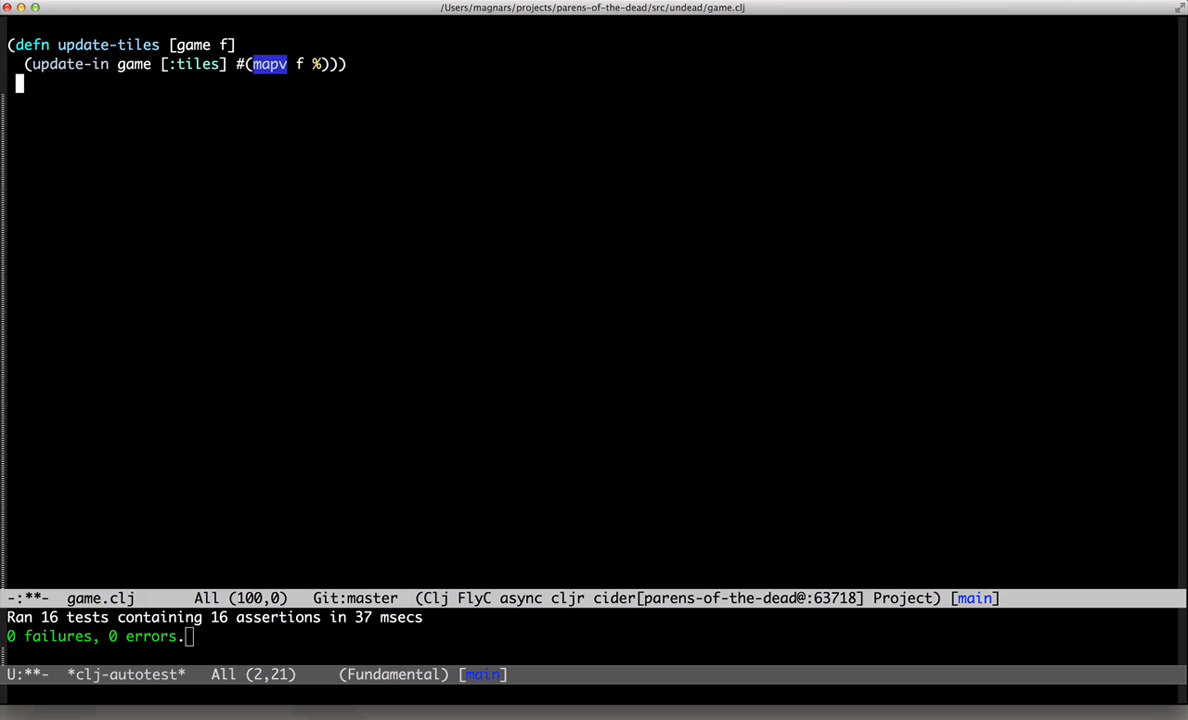 /Users/magnars/projects/parens-of-the-dead/src/undead/game.clj
(defn update-tiles [game f]
(update-in game [:tiles] #(mapv f %)))
-:**- game.clj All (100,0) Git:master (Clj FlyC async cljr cider[parens-of-the-dead@:63718] Project) [main]
Ran 16 tests containing 16 assertions in 37 msecs
0 failures, 0 errors.
U:**- *clj-autotest* All (2,21) (Fundamental) [main]